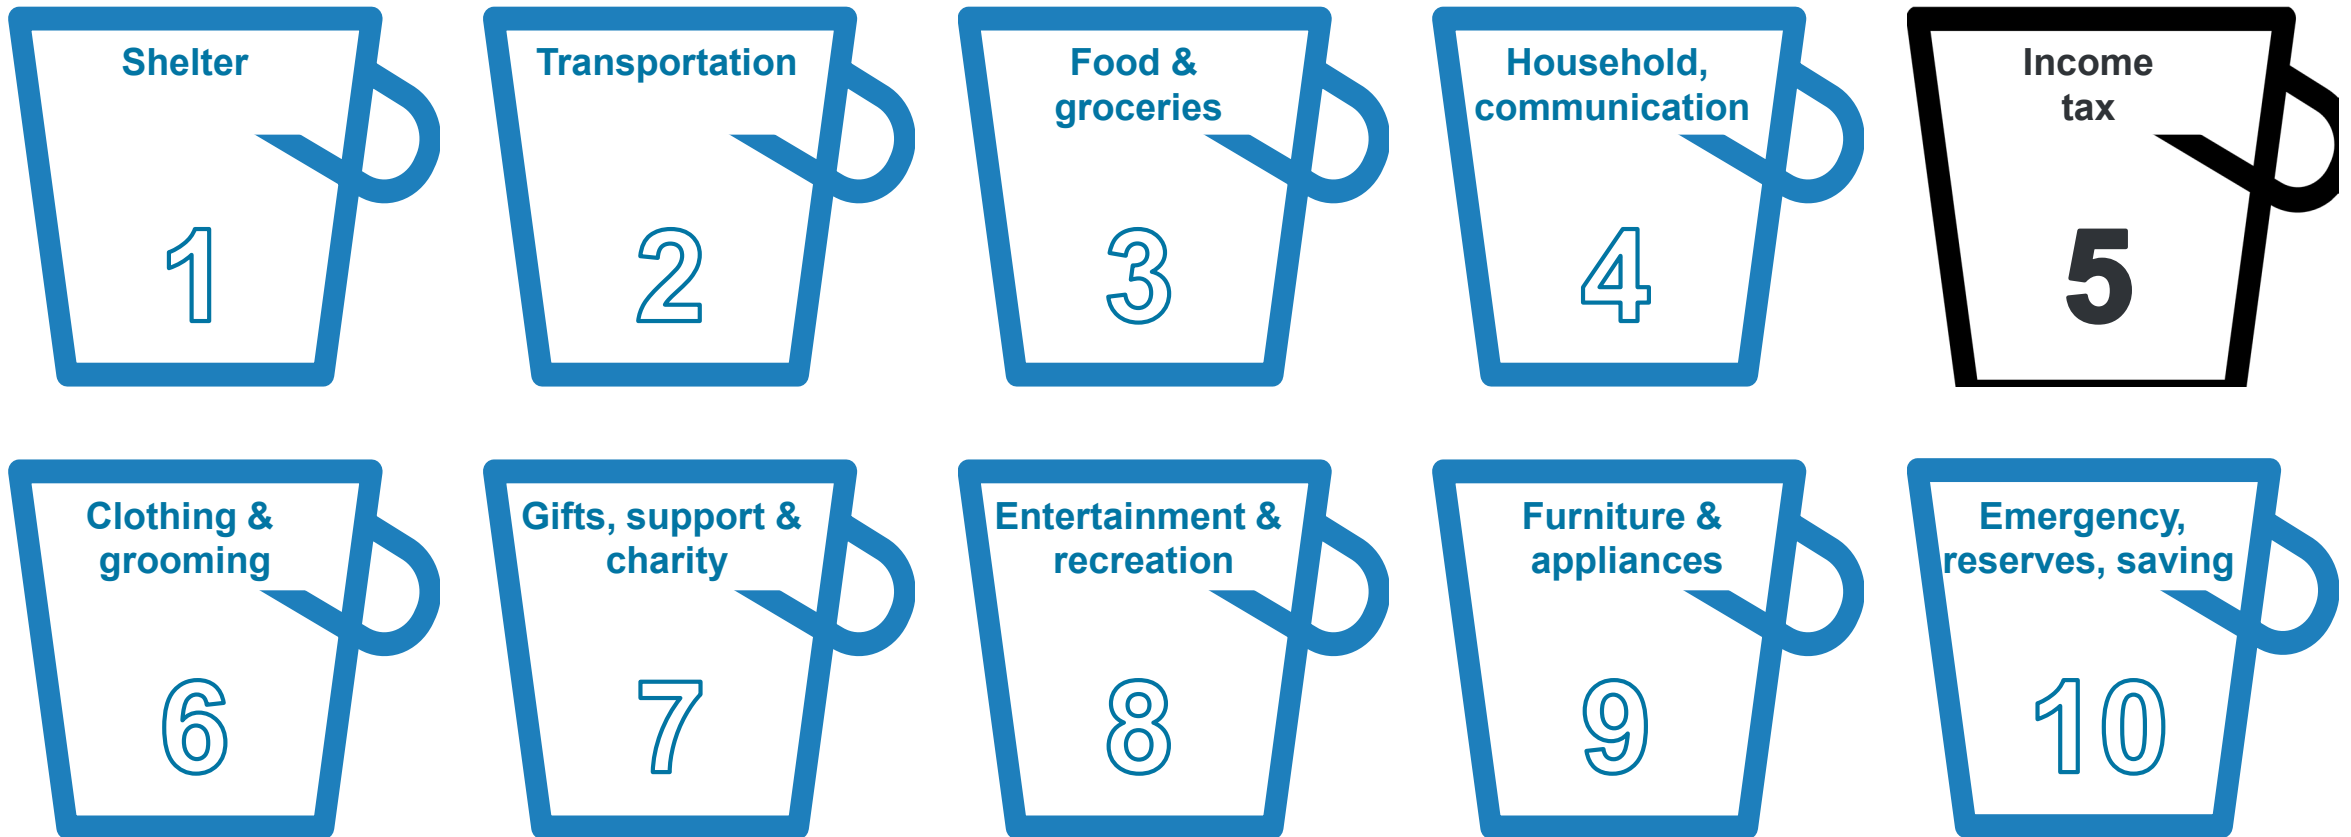 Shelter
1
Transportation
2
Food &
groceries
3
Household,
communication
4
Income
tax
5
Clothing &
grooming
6
Gifts, support &
charity
7
Entertainment &
recreation
8
Furniture &
appliances
9
Emergency,
reserves, saving
10